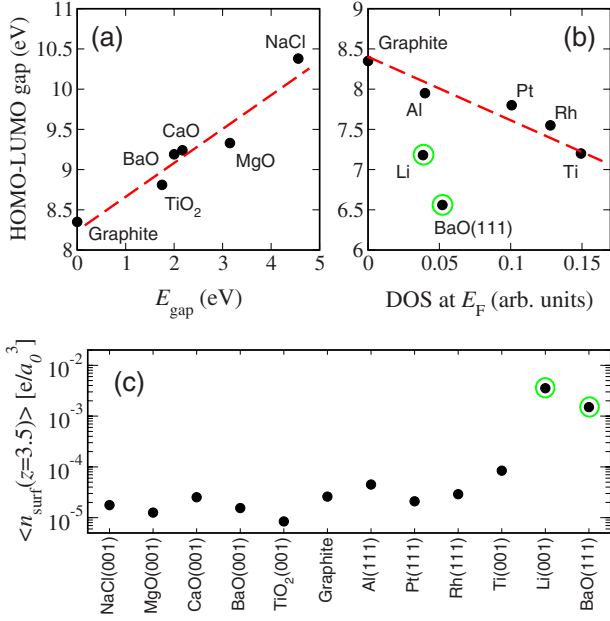 (a)
HOMO-LUMO gap (eV)
11
10.5
10
9.5
9
8.5
8
NaCl
CaO
BaO
MgO
TiO2
Graphite
0 1 2 3 4 5
Egap (eV)
(b)
9
8.5
8
7.5
7
6.5
6
Graphite
Pt
Al
Rh
Li
Ti
BaO(111)
0 0.05 0.1 0.15
DOS at EF (arb. units)
(c)
<nsurf(z=3.5)> [e/a0^3]
10^-2
10^-3
10^-4
10^-5
NaCl(001)
MgO(001)
CaO(001)
BaO(001)
TiO2(001)
Graphite
Al(111)
Pt(111)
Rh(111)
Ti(001)
Li(001)
BaO(111)